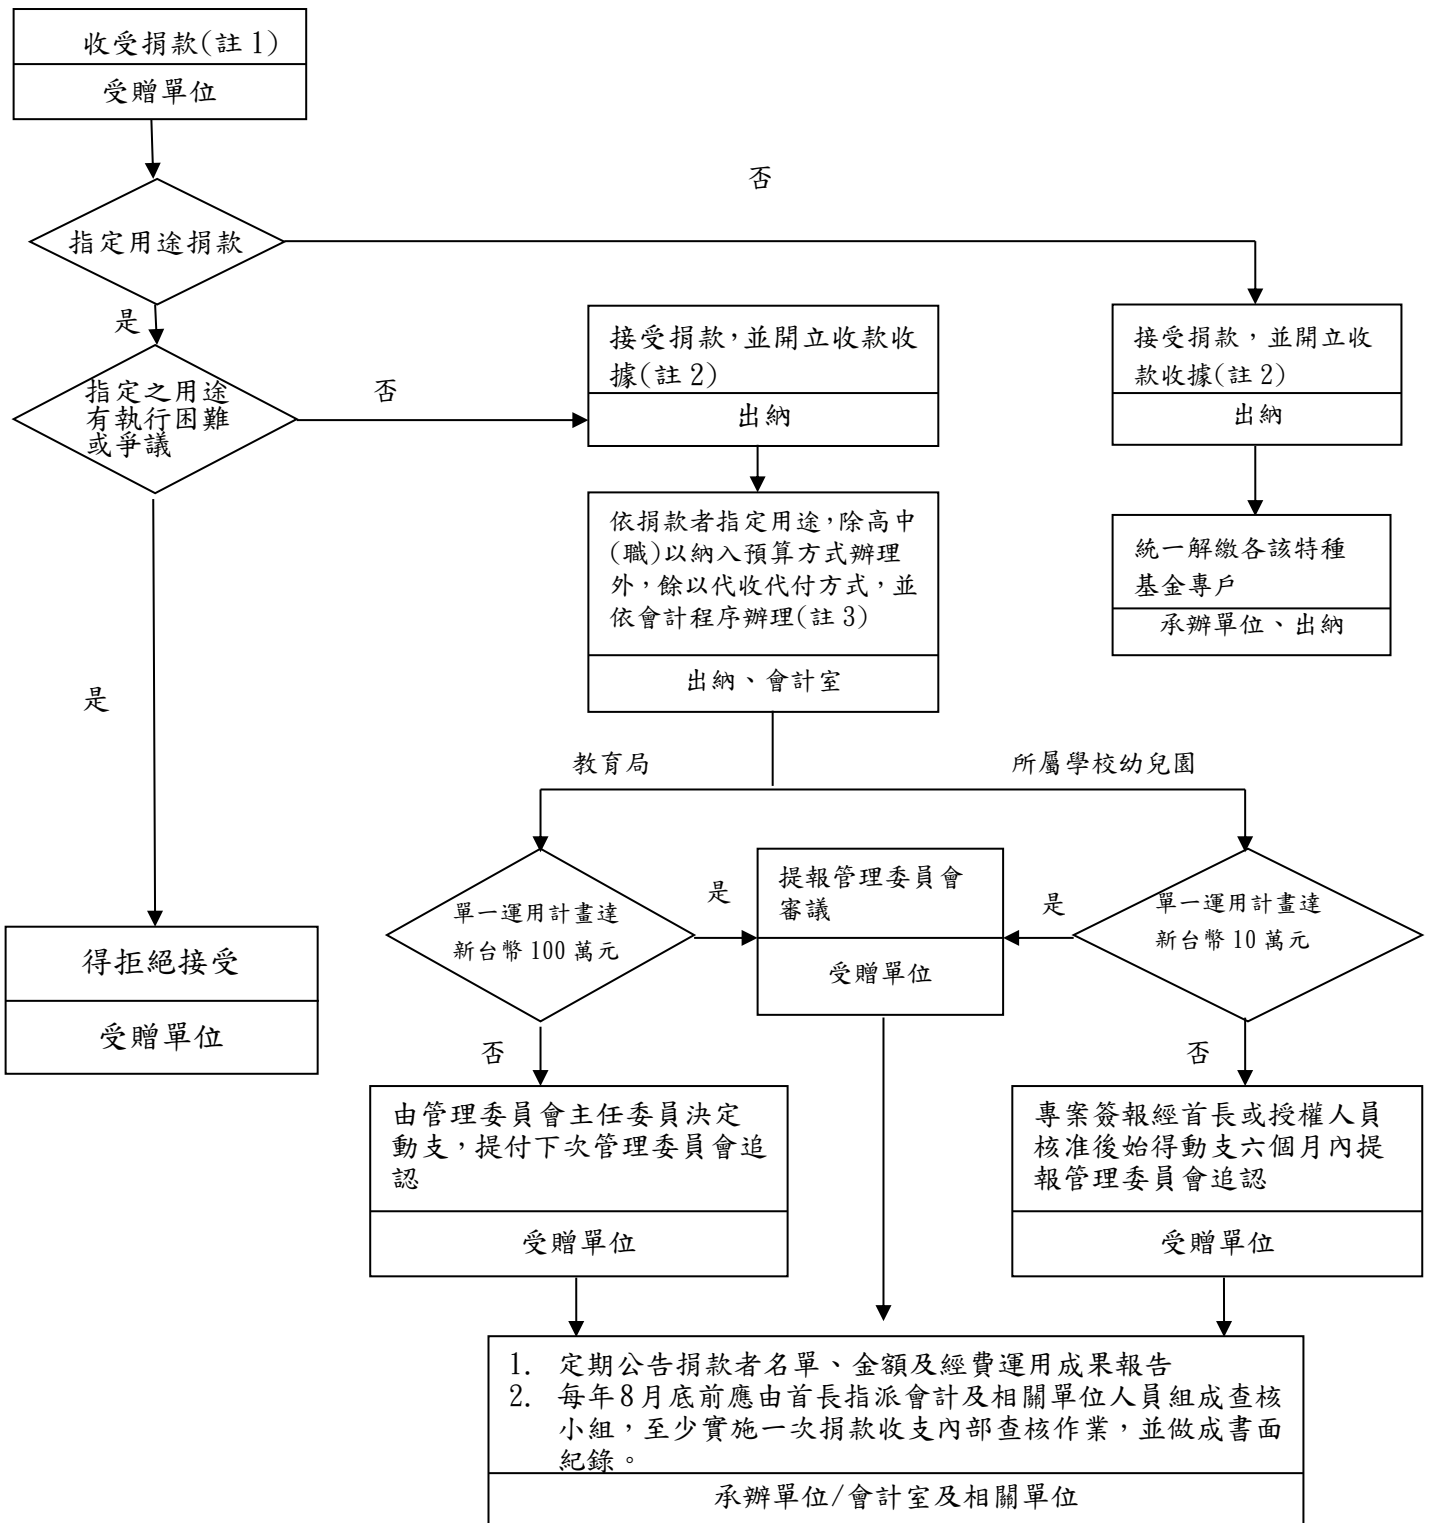 收受捐款(註 1)
受贈單位
否
指定用途捐款
是
指定之用途
有執行困難
或爭議
否
接受捐款，並開立收款收
據(註 2)
出納
接受捐款，並開立收
款收據(註 2)
出納
依捐款者指定用途，除高中
(職)以納入預算方式辦理
外，餘以代收代付方式，並
依會計程序辦理(註 3)
出納、會計室
統一解繳各該特種
基金專戶
承辦單位、出納
是
教育局
所屬學校幼兒園
單一運用計畫達
新台幣 100 萬元
是
提報管理委員會
審議
受贈單位
是
單一運用計畫達
新台幣 10 萬元
得拒絕接受
受贈單位
否
否
由管理委員會主任委員決定
動支，提付下次管理委員會追
認
受贈單位
專案簽報經首長或授權人員
核准後始得動支六個月內提
報管理委員會追認
受贈單位
1. 定期公告捐款者名單、金額及經費運用成果報告
2. 每年8月底前應由首長指派會計及相關單位人員組成查核
小組，至少實施一次捐款收支內部查核作業，並做成書面
紀錄。
承辦單位/會計室及相關單位